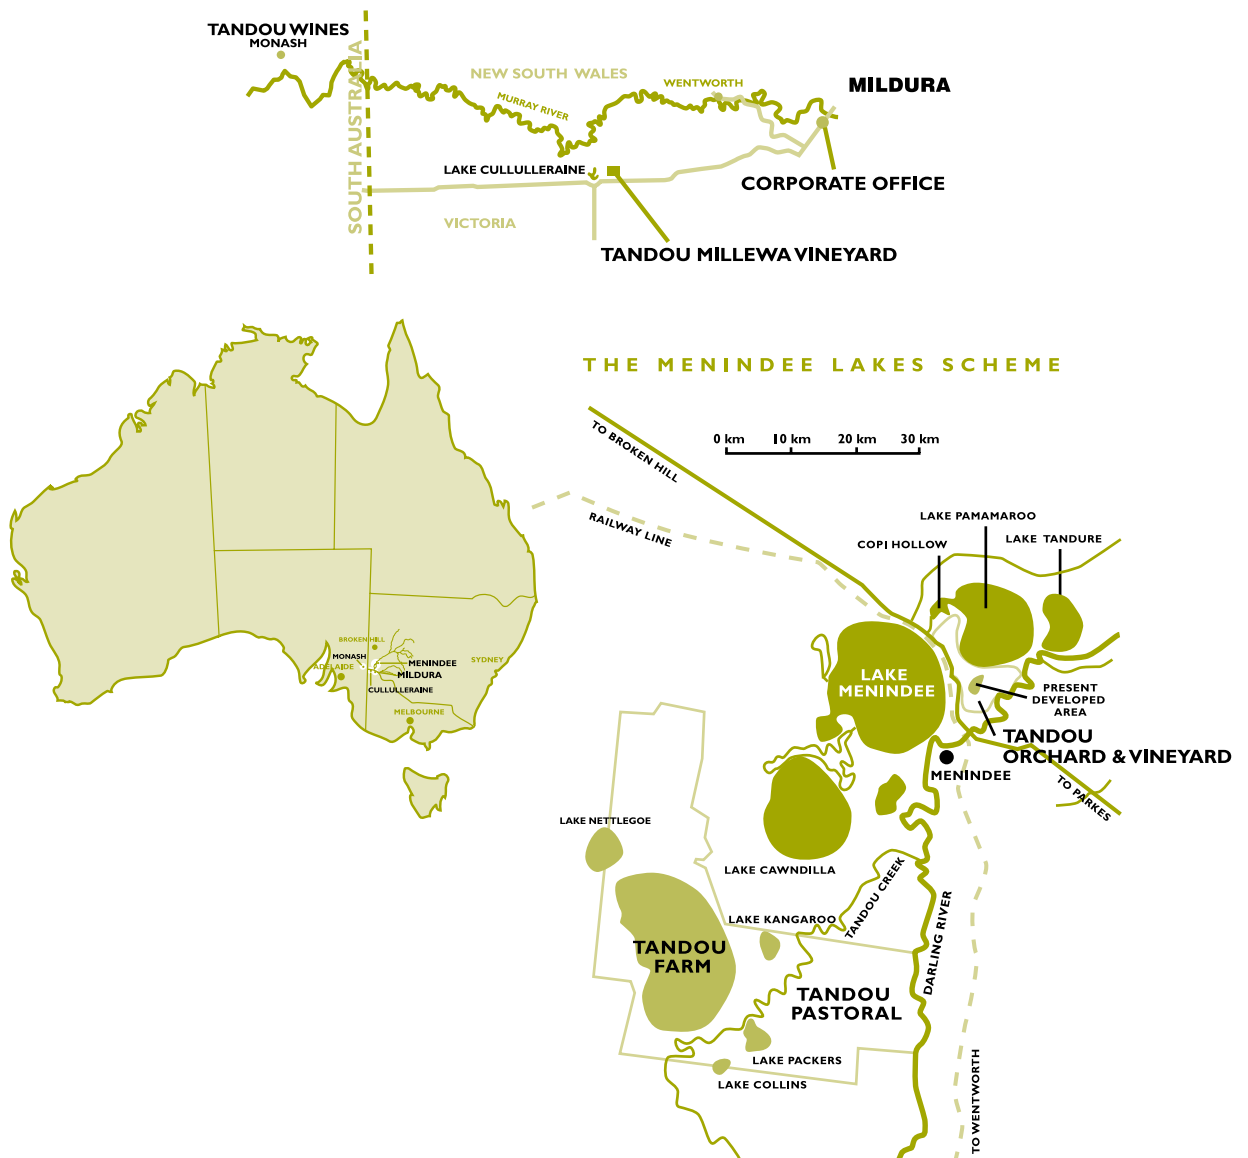 TANDOU WINES
MONASH
SOUTH AUSTRALIA
NEW SOUTH WALES
MURRAY RIVER
WENTWORTH
MILDURA
LAKE CULLULLERAINE
CORPORATE OFFICE
VICTORIA
TANDOU MILLEWA VINEYARD
THE MENINDEE LAKES SCHEME
TO BROKEN HILL
0 km 10 km 20 km 30 km
RAILWAY LINE
LAKE PAMAMAROO
COPI HOLLOW
LAKE TANDURE
BROKEN HILL
MONASH
ADELAIDE
MENINDEE
MILDURA
SYDNEY
CULLULLERAINE
MELBOURNE
LAKE
MENINDEE
PRESENT
DEVELOPED
AREA
TANDOU
ORCHARD & VINEYARD
MENINDEE
TO PARKES
LAKE NETTLEGOE
LAKE CAWNDILLA
TANDOU CREEK
LAKE KANGAROO
DARLING RIVER
TANDOU
FARM
TANDOU
PASTORAL
LAKE PACKERS
LAKE COLLINS
TO WENTWORTH